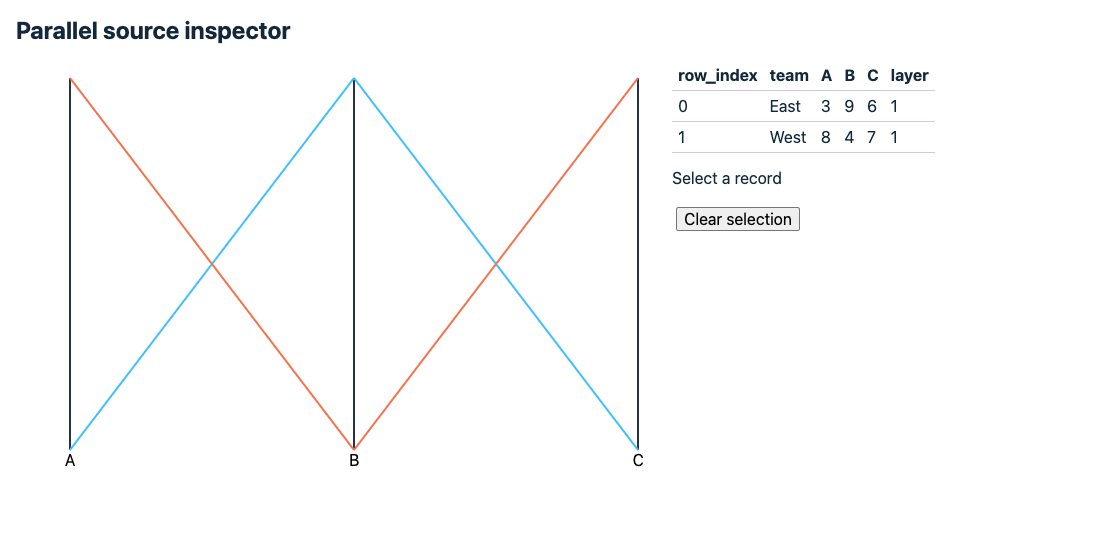 Parallel source inspector
A B C
row_index team A B C layer
0 East 3 9 6 1
1 West 8 4 7 1
Select a record
Clear selection